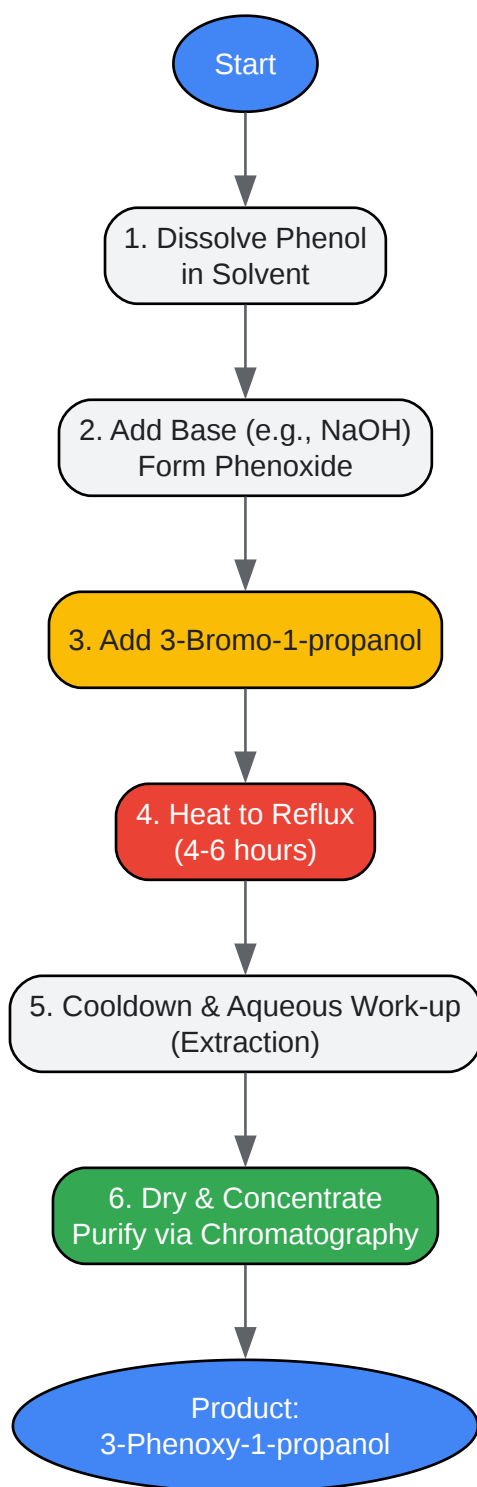 Start
1. Dissolve Phenol
in Solvent
2. Add Base (e.g., NaOH)
Form Phenoxide
3. Add 3-Bromo-1-propanol
4. Heat to Reflux
(4-6 hours)
5. Cooldown & Aqueous Work-up
(Extraction)
6. Dry & Concentrate
Purify via Chromatography
Product:
3-Phenoxy-1-propanol